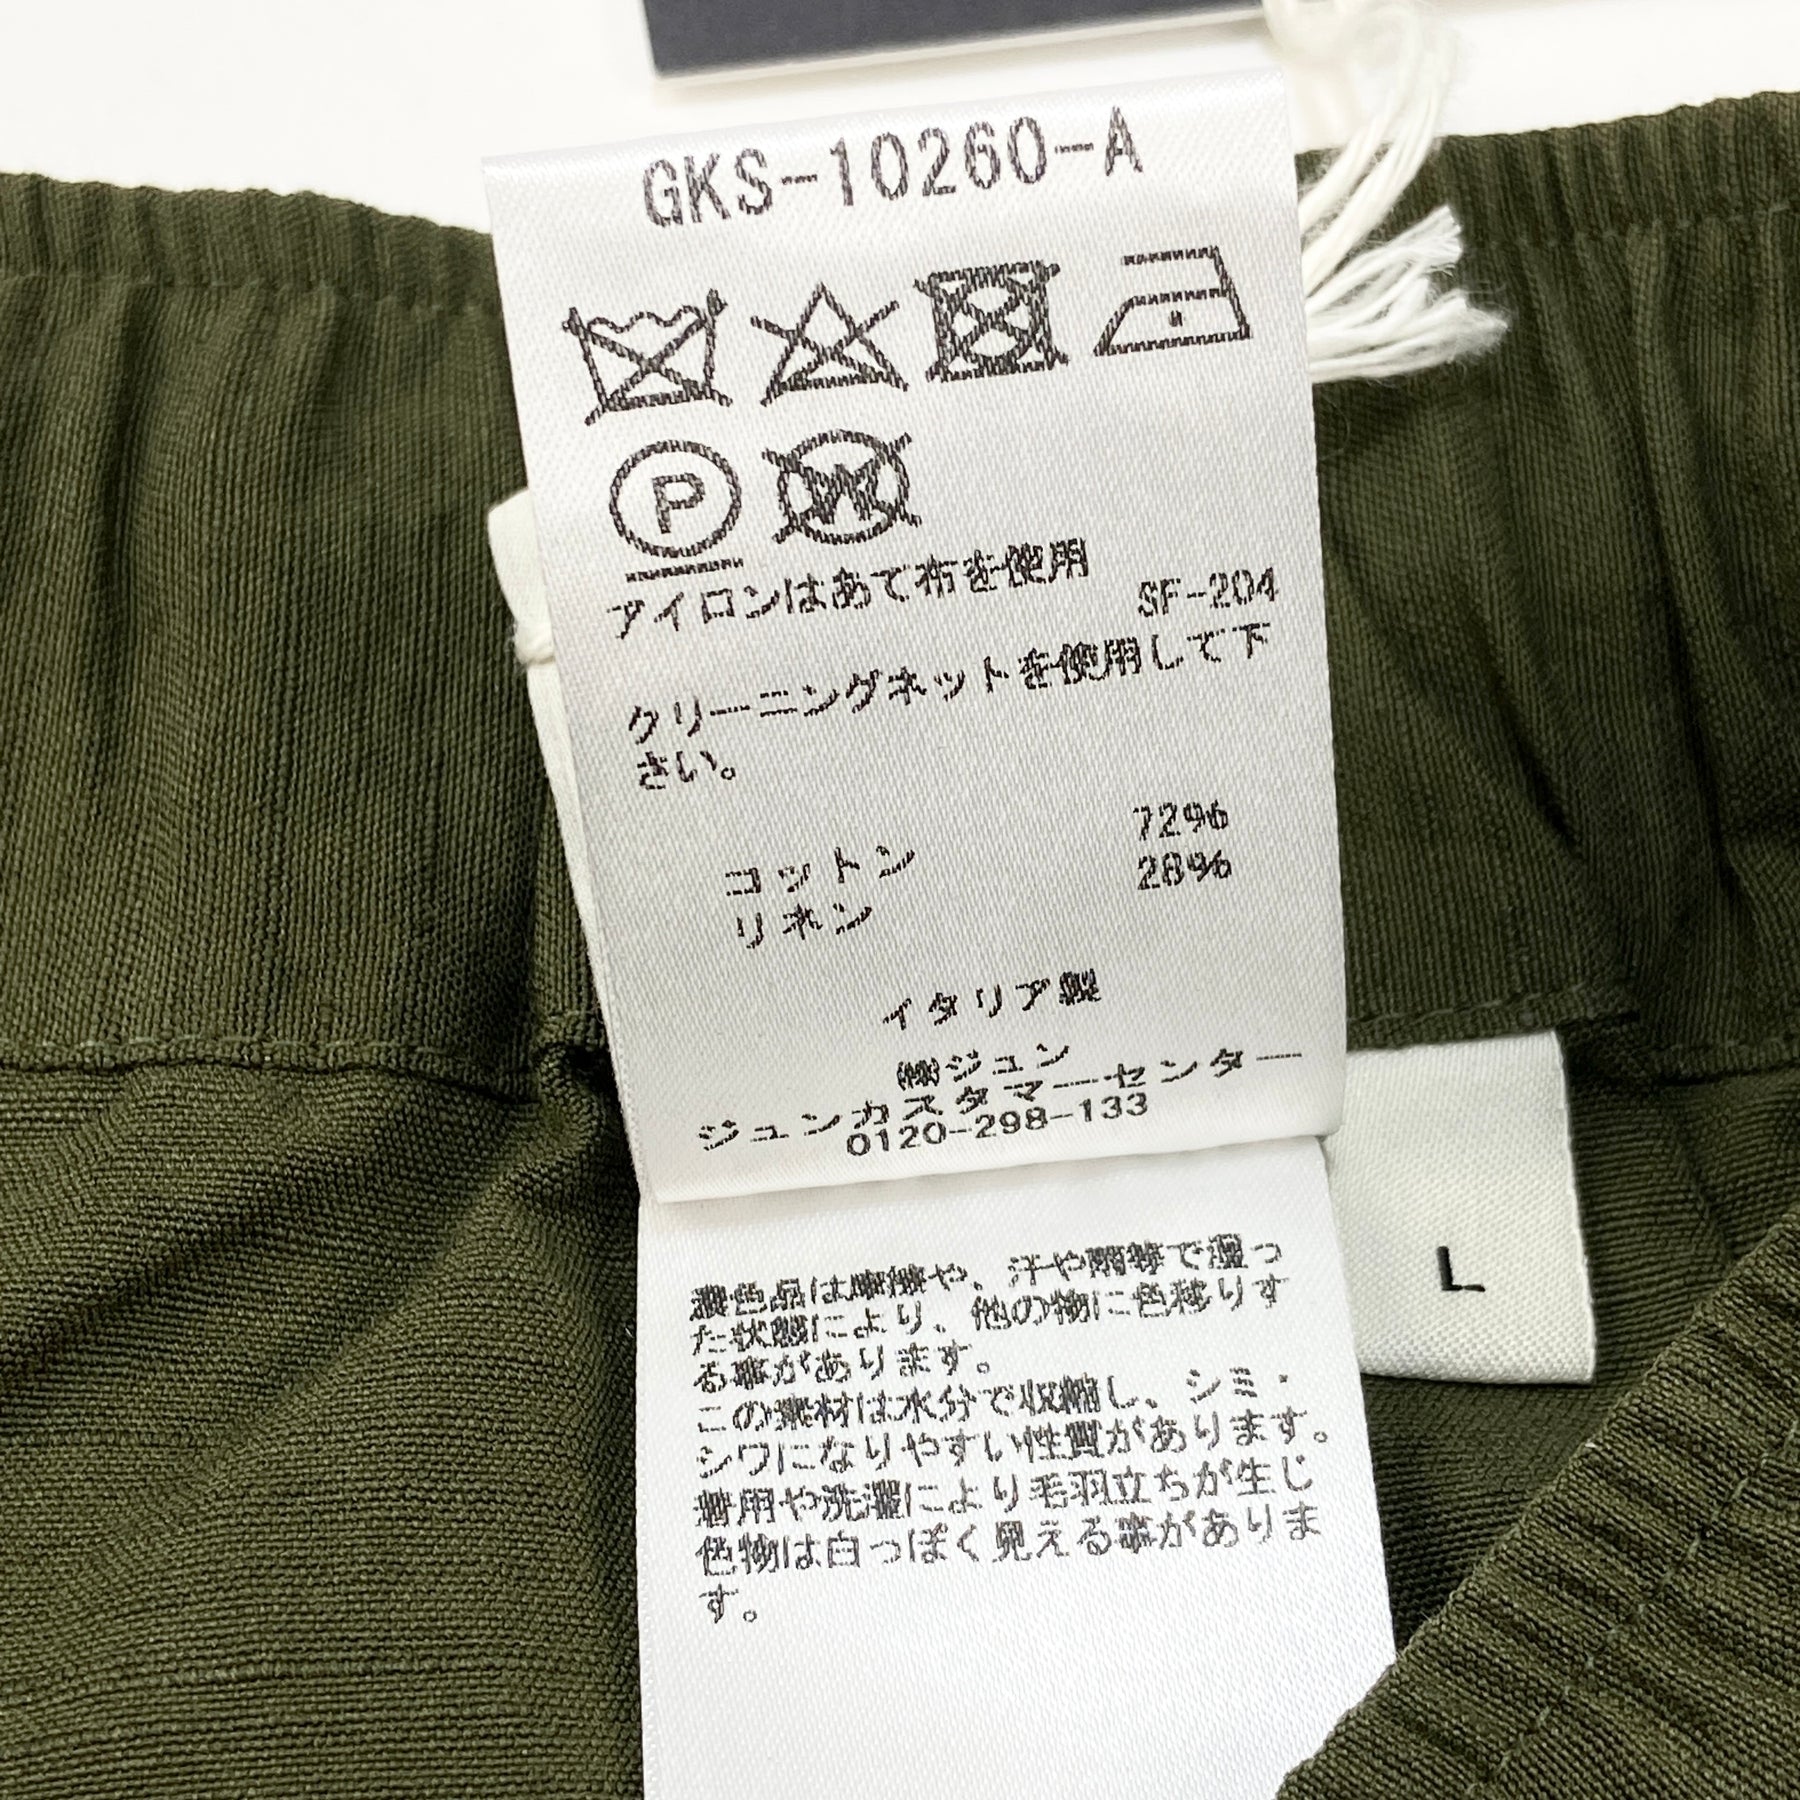 GKS-10260-A
P
W
アイロンはあて布を使用
SF-204
クリーニングネットを使用して下
さい。
コットン 72%
リネン 28%
イタリア製
㈱ジュン
ジュンカスタマーセンター
0120-298-133
濃色品は摩擦や、汗や雨等で湿っ
た状態により、他の物に色移りす
る事があります。
この素材は水分で収縮し、シミ・
シワになりやすい性質があります。
着用や洗濯により毛羽立ちが生じ
色物は白っぽく見える事がありま
す。
L